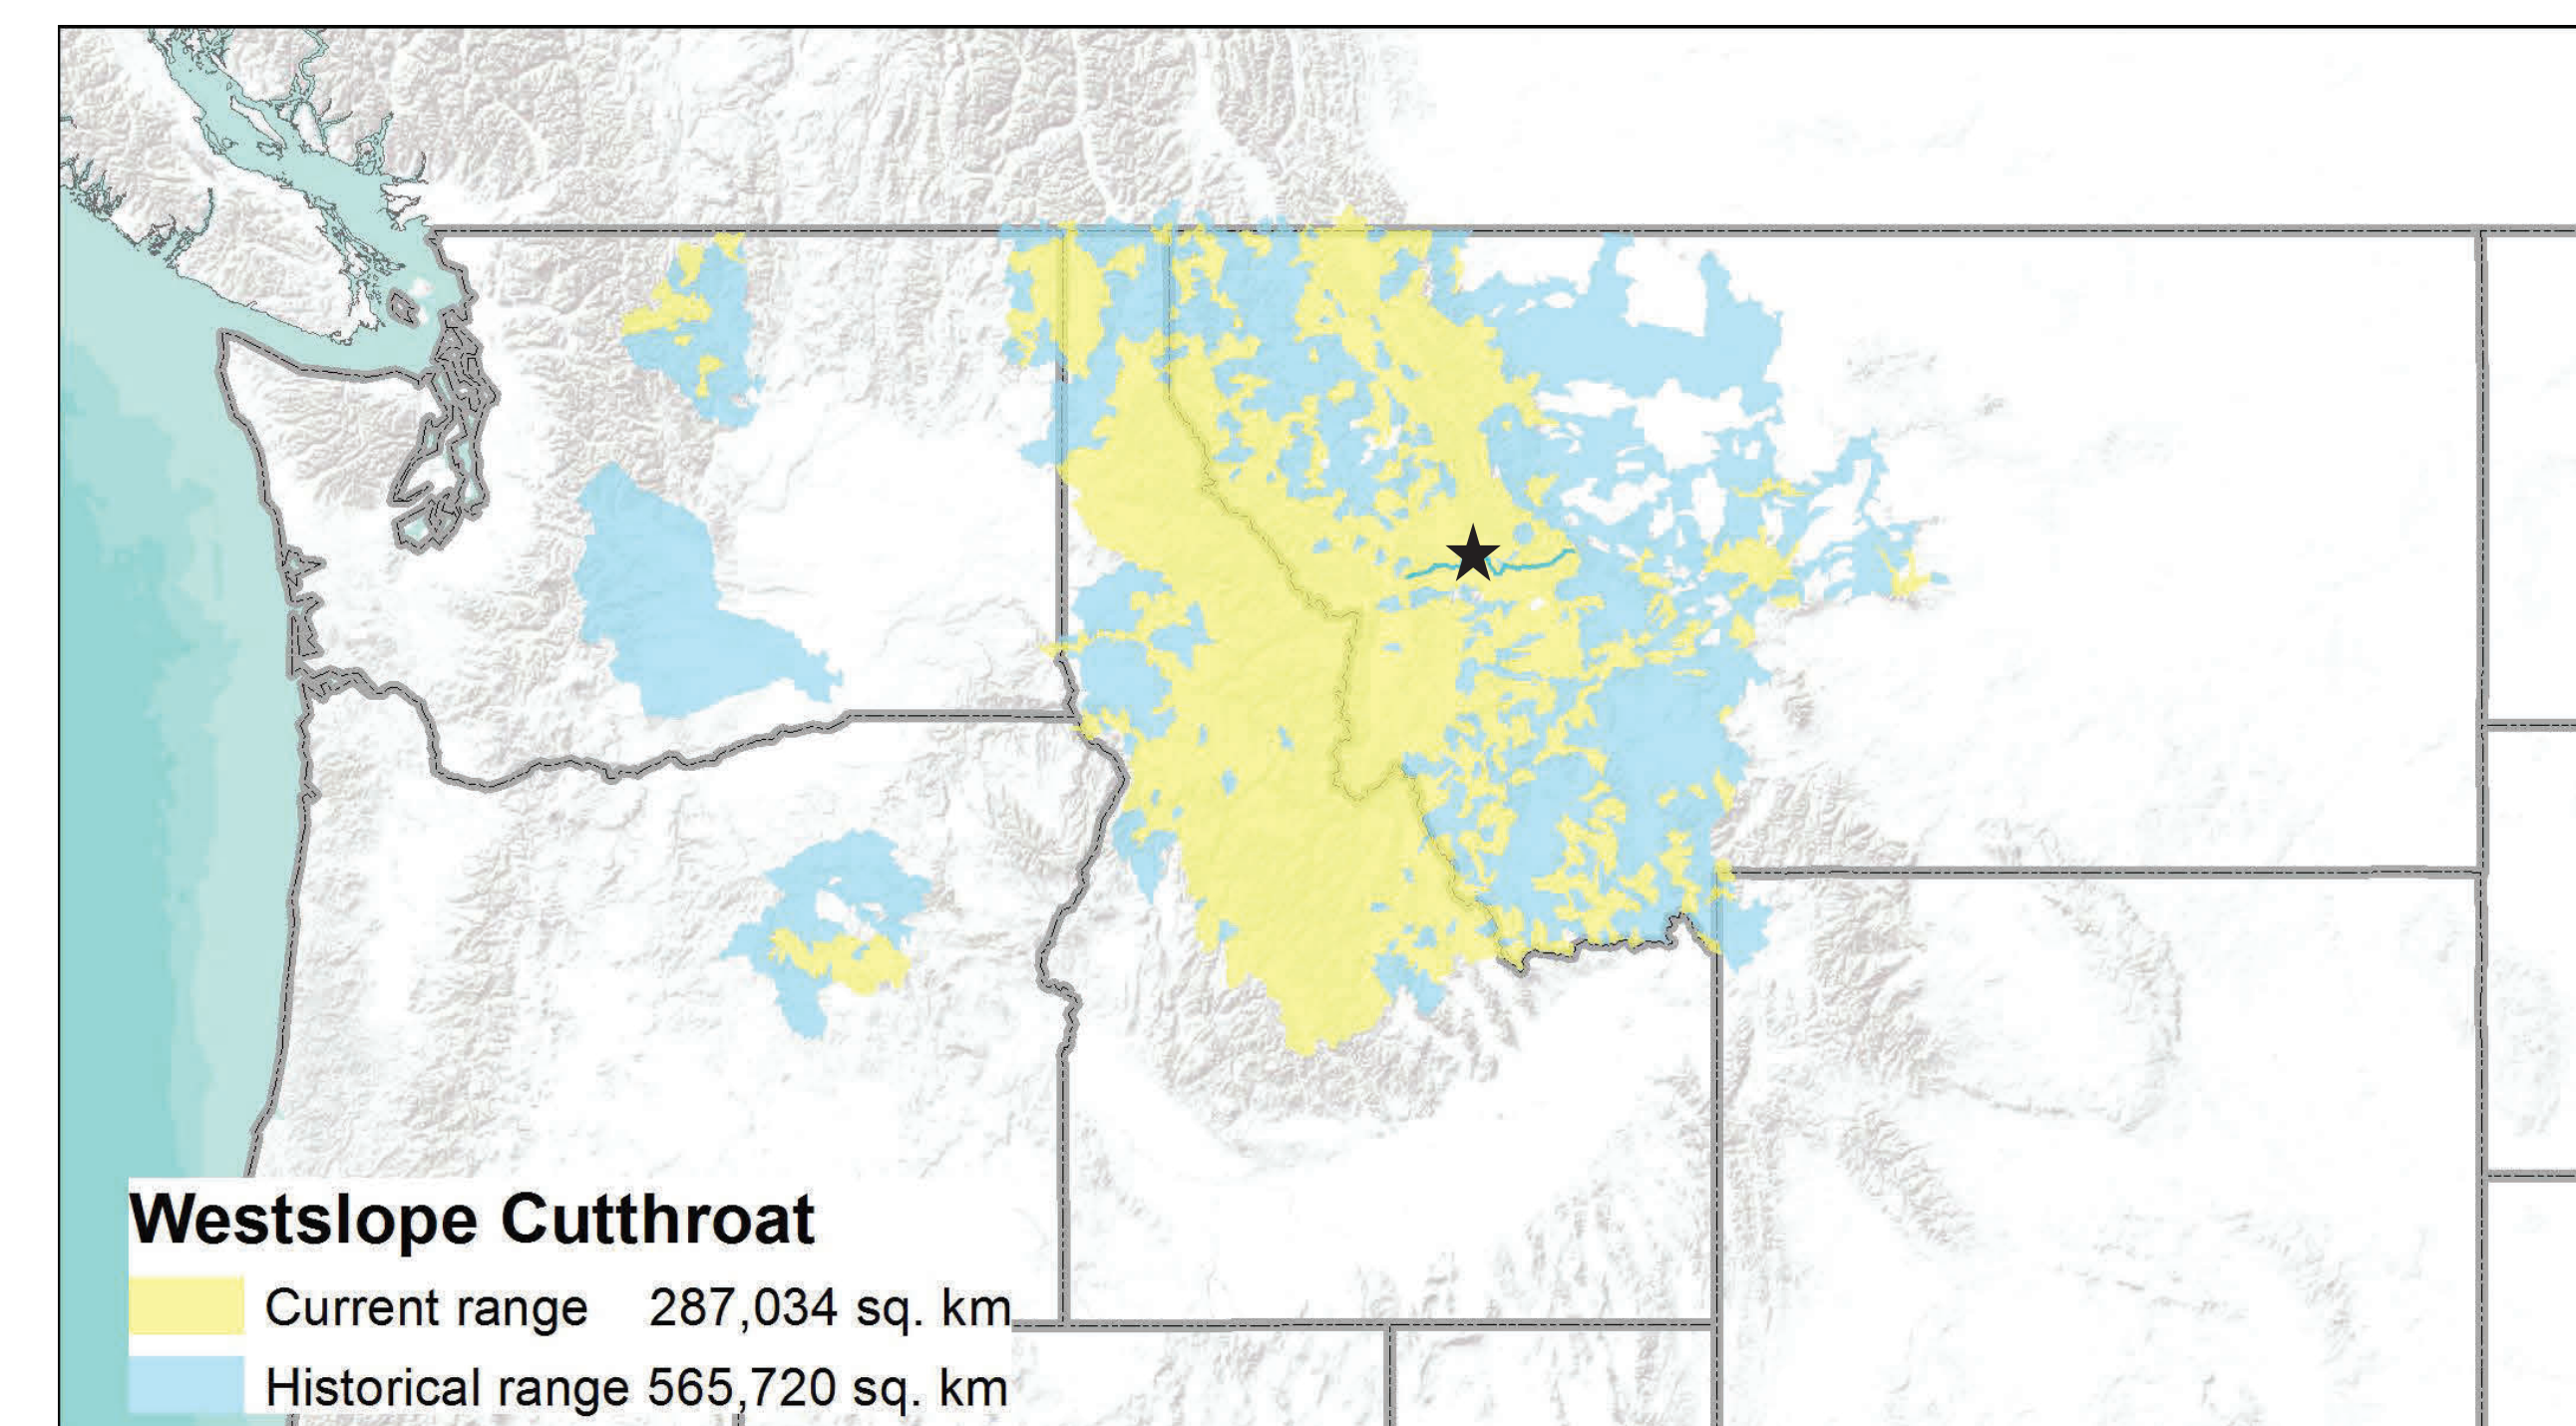 Westslope Cutthroat
Current range 287,034 sq. km
Historical range 565,720 sq. km